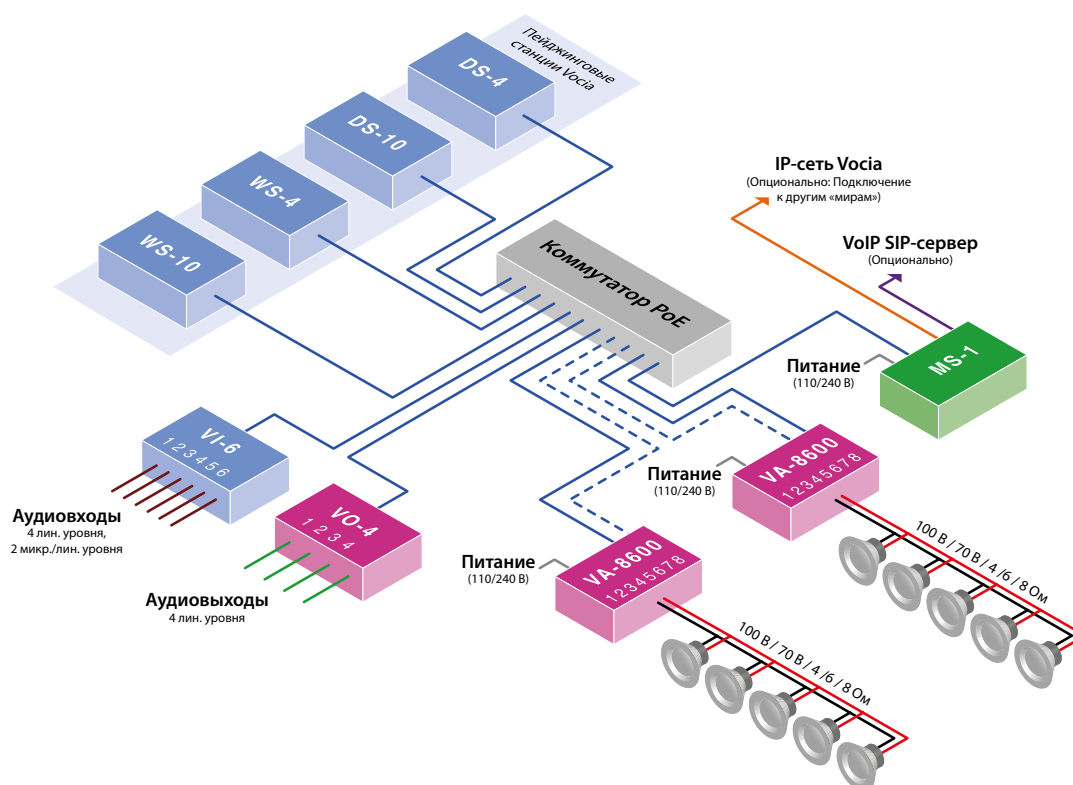 Пейджинговые
станции Vocia
DS-4
DS-10
WS-4
WS-10
Коммутатор PoE
IP-сеть Vocia
(Опционально: Подключение
к другим «мирам»)
VoIP SIP-сервер
(Опционально)
MS-1
Питание
(110/240 В)
VI-6
1 2 3 4 5 6
Аудиовходы
4 лин. уровня,
2 микр./лин. уровня
VO-4
1 2 3 4
Аудиовыходы
4 лин. уровня
Питание
(110/240 В)
VA-8600
1 2 3 4 5 6 7 8
100 В / 70 В / 4 /6 / 8 Ом
Питание
(110/240 В)
VA-8600
1 2 3 4 5 6 7 8
100 В / 70 В / 4 /6 / 8 Ом